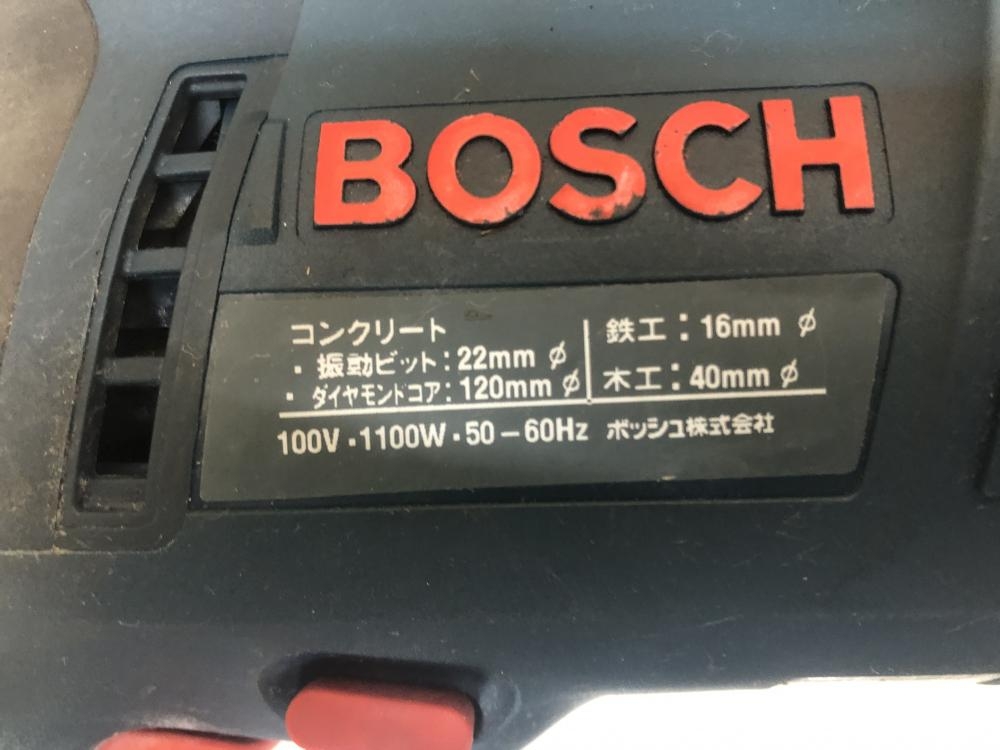 BOSCH
コンクリート
・振動ビット:22mm φ
・ダイヤモンドコア:120mm φ
鉄工:16mm φ
木工:40mm φ
100V・1100W・50－60Hz ボッシュ株式会社